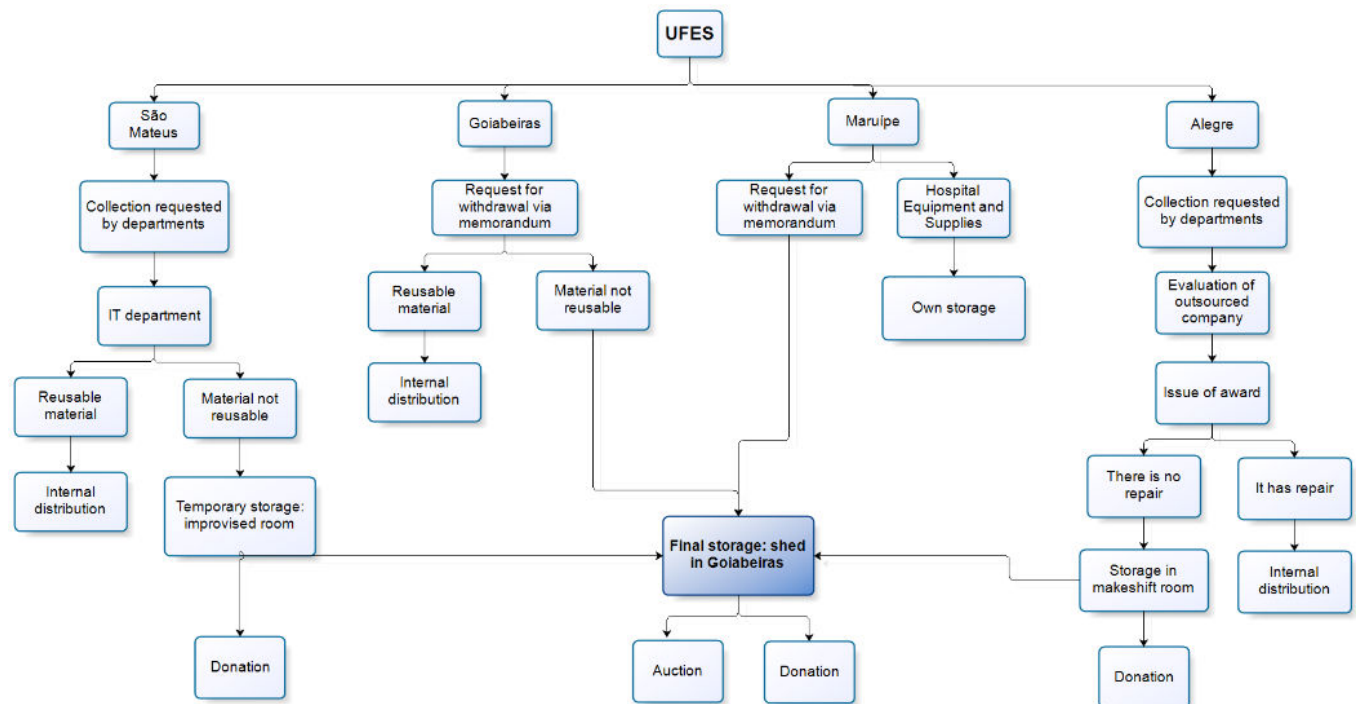 UFES
São
Mateus
Goiabeiras
Maruípe
Alegre
Collection requested
by departments
Request for
withdrawal via
memorandum
Request for
withdrawal via
memorandum
Hospital
Equipment and
Supplies
Collection requested
by departments
IT department
Reusable
material
Material not
reusable
Own storage
Evaluation of
outsourced
company
Reusable
material
Material not
reusable
Internal
distribution
Issue of award
Internal
distribution
Temporary storage:
improvised room
There is no
repair
It has repair
Final storage: shed
in Goiabeiras
Storage in
makeshift room
Internal
distribution
Donation
Auction
Donation
Donation